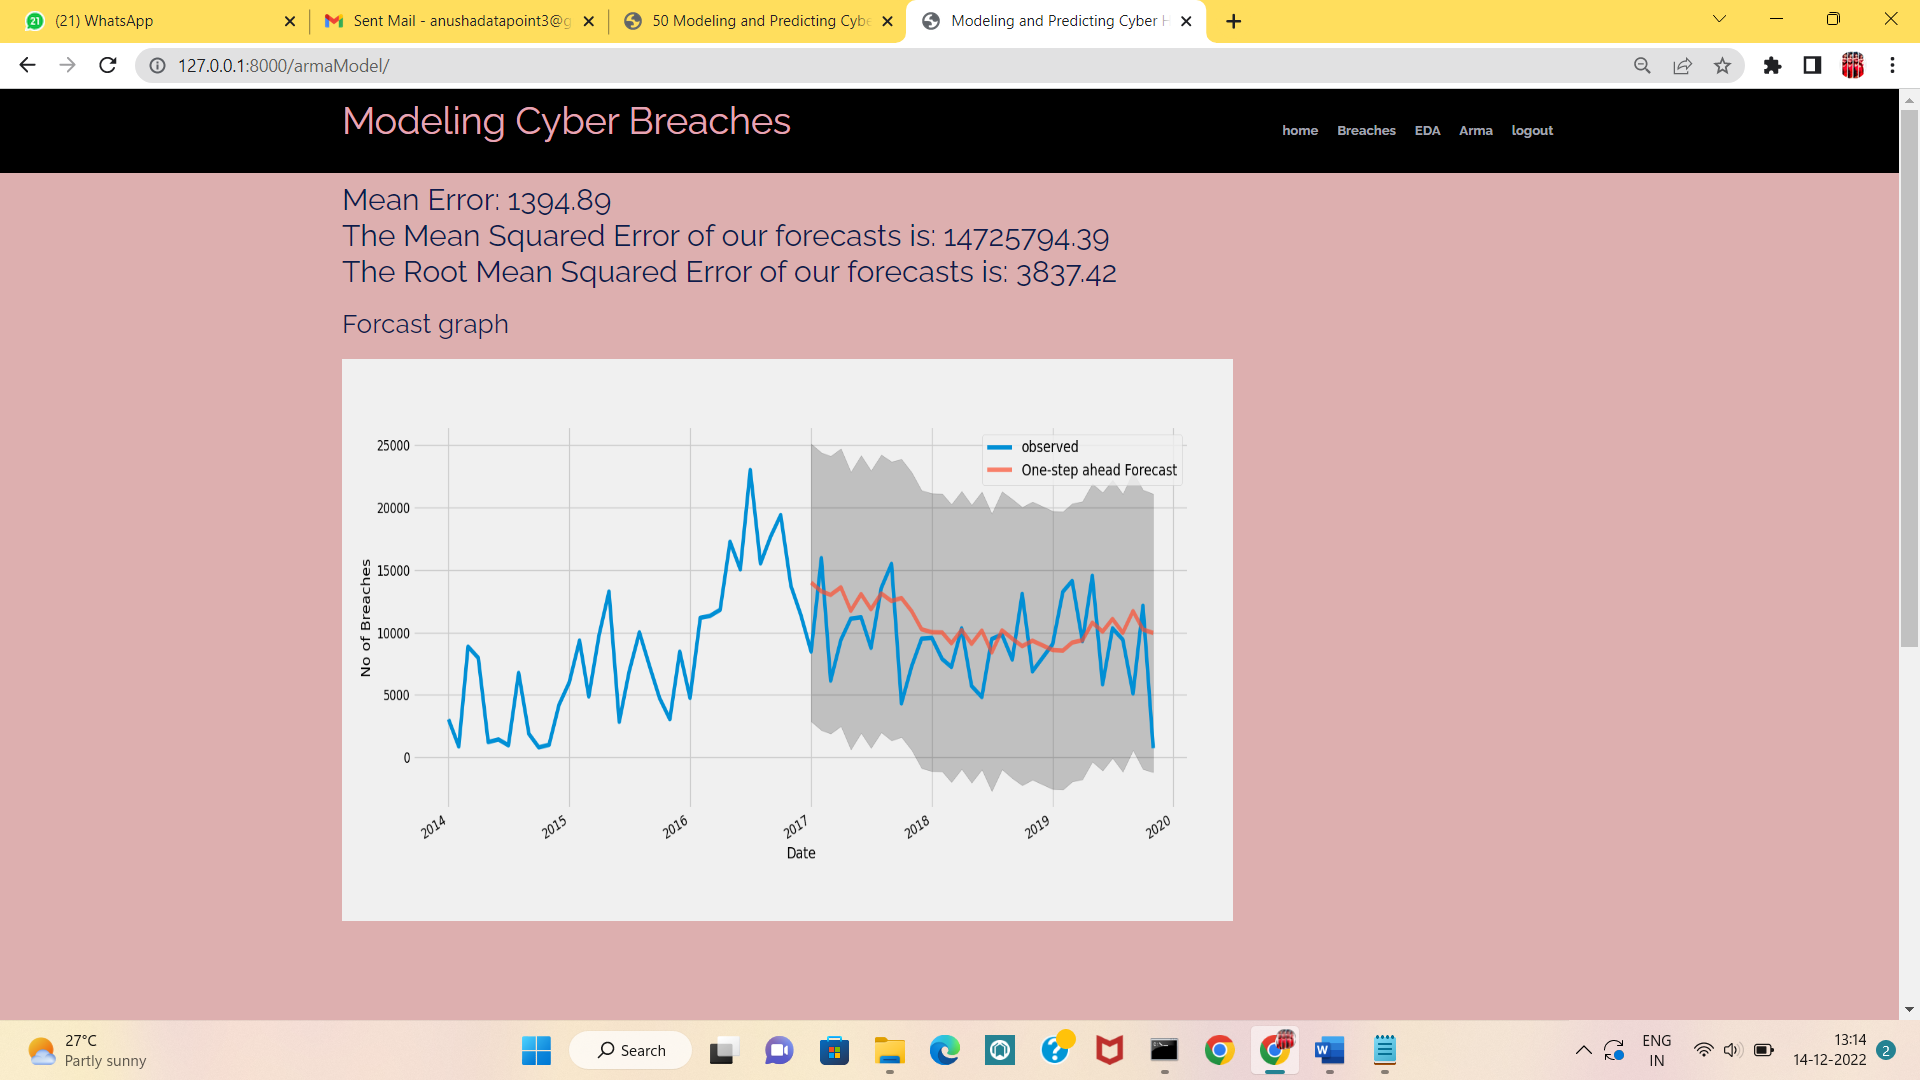 (21) WhatsApp
Sent Mail - anushadatapoint3@g
50 Modeling and Predicting Cybe
Modeling and Predicting Cyber H
127.0.0.1:8000/armaModel/
Modeling Cyber Breaches
home Breaches EDA Arma logout
Mean Error: 1394.89
The Mean Squared Error of our forecasts is: 14725794.39
The Root Mean Squared Error of our forecasts is: 3837.42
Forcast graph
observed
One-step ahead Forecast
25000
20000
15000
10000
5000
0
No of Breaches
2014 2015 2016 2017 2018 2019 2020
Date
27°C
Partly sunny
Search
ENG
IN
13:14
14-12-2022
2